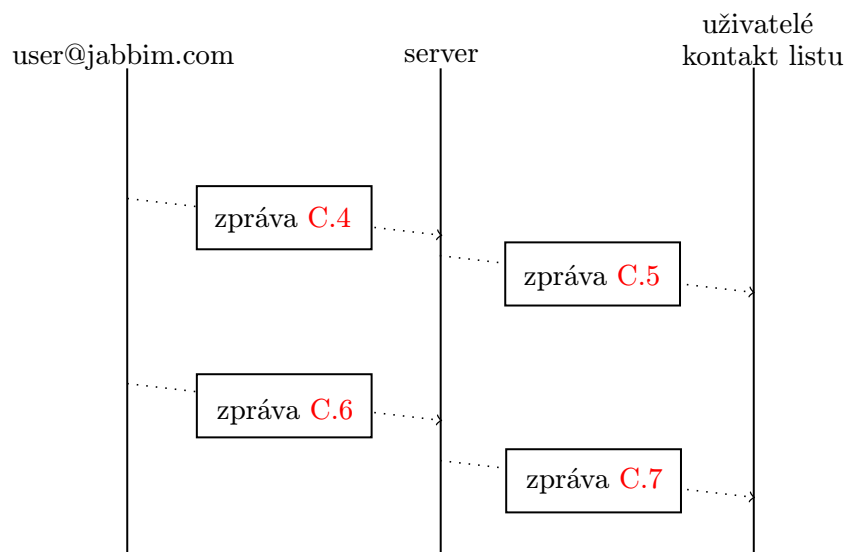 uživatelé
user@jabbim.com server kontakt listu
zpráva C.4
zpráva C.5
zpráva C.6
zpráva C.7